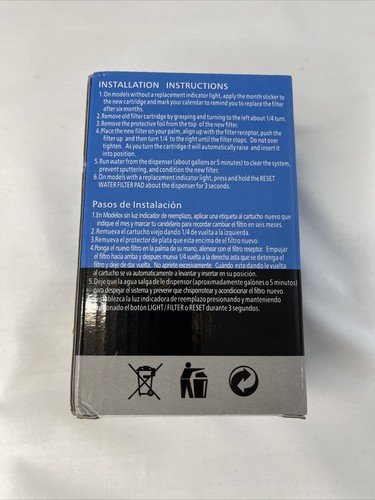 INSTALLATION INSTRUCTIONS
1.On models without a replacement indicator light, apply the month sticker to
the new cartridge and mark your calendar to remind you to replace the filter
after six months.
2.Remove old filter cartridge by grasping and turning to the left about 1/4 turn.
3.Remove the protective foil from the top of the new filter.
4.Place the new filter on your palm, align up with the filter receptor, push the
filter up and then turn 1/4 to the right until the filter stops. Do not over
tighten. As you turn the cartridge it will automatically raise and insert it
into position.
5.Run water from the dispenser (about gallons or 5 minutes) to clear the system,
prevent sputtering, and condition the new filter.
6.On models with a replacement indicator light, press and hold the RESET
WATER FILTER PAD about the dispenser for 3 seconds.
Pasos de Instalación
1.En Modelos sin luz indicador de reemplazo, aplicar una etiqueta al cartucho nuevo que
indique el mes y marcar tu candelario para recordar cambiar el filtro en seis meses.
2.Remueva el cartucho viejo dando 1/4 de vuelta a la izquierda.
3.Remueva el protector de plata que esta encima de el filtro nuevo.
4.Ponga el nuevo filtro en la palma de su mano, alenear con el filtro receptor. Empujar
el filtro hacia arriba y despues mueva 1/4 vuelta a la derecha asta que se detenga el
filtro y deje de dar vuelta. No apriete excesivamente. Cuando este dando le vuelta
al cartucho se va automaticamente a levantar y insertar en su posición.
5.Deje que la agua salga de le dispensor (aproximadamente galónes o 5 minutos)
para despejar el sistema y prevenir que chisporrotear y acondicionar el filtro nuevo.
establezca la luz indicadora de reemplazo presionando y manteniendo
el botón LIGHT / FILTER o RESET durante 3 segundos.